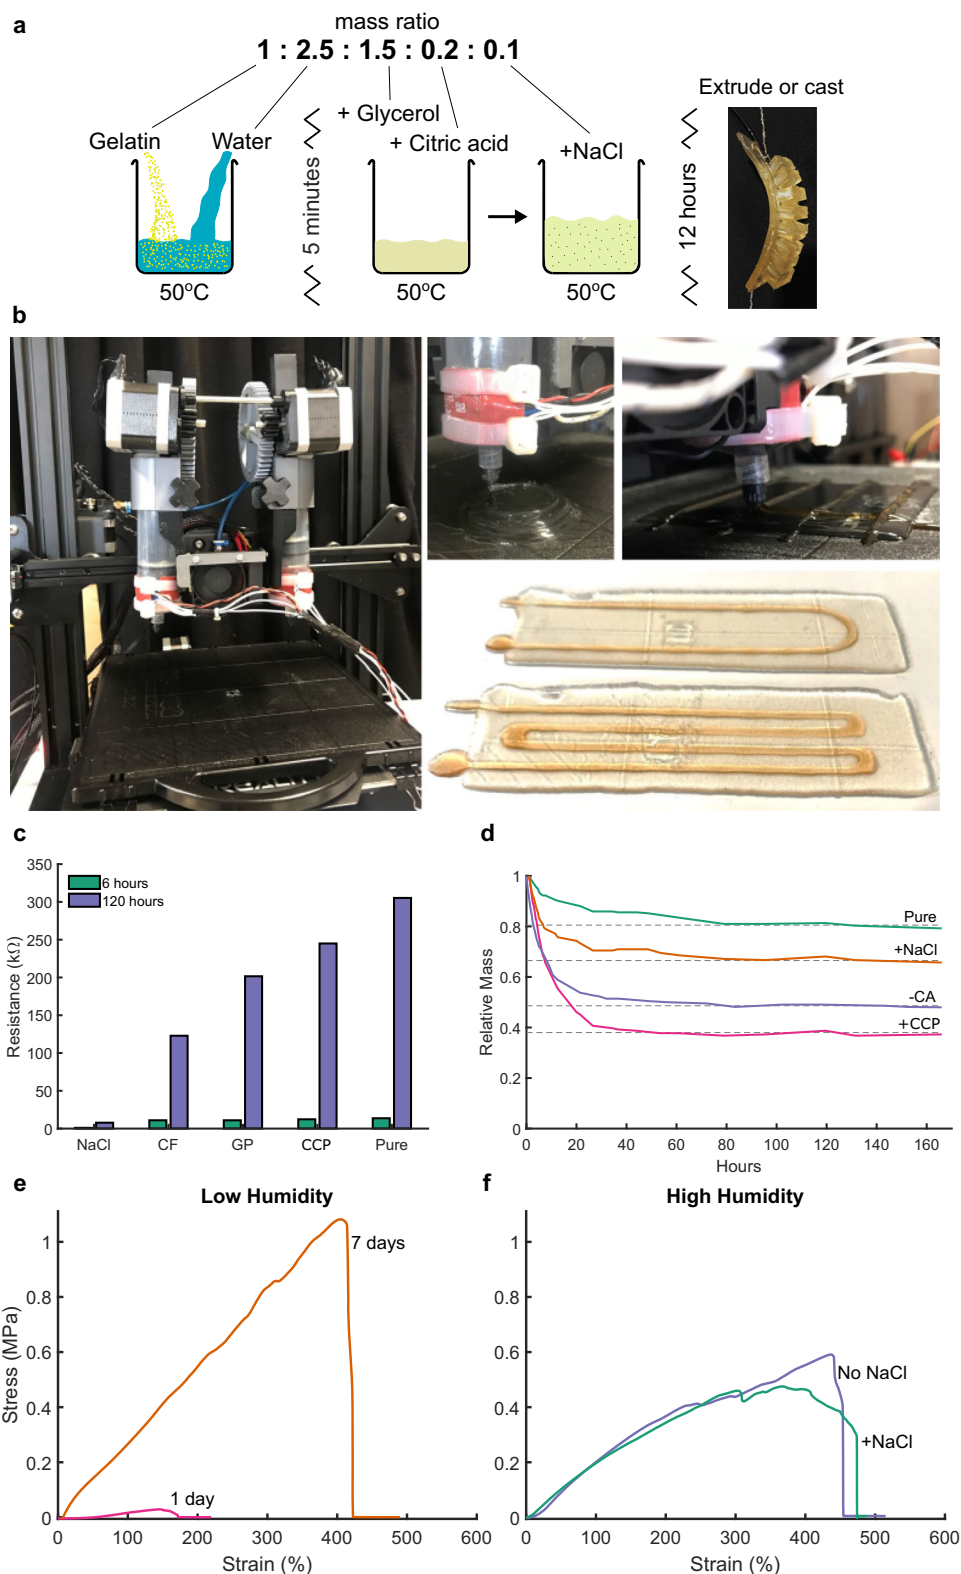 a
mass ratio
1 : 2.5 : 1.5 : 0.2 : 0.1
Extrude or cast
+ Glycerol
Gelatin
Water
+ Citric acid
+NaCl
5 minutes
12 hours
50°C
50°C
50°C
b
c
350
300
250
200
150
100
50
0
Resistance (kΩ)
6 hours
120 hours
NaCl
CF
GP
CCP
Pure
d
1
0.8
0.6
0.4
0.2
0
Relative Mass
Pure
+NaCl
-CA
+CCP
0
20
40
60
80
100
120
140
160
Hours
e
Low Humidity
1
0.8
0.6
0.4
0.2
0
Stress (MPa)
7 days
1 day
0
100
200
300
400
500
600
Strain (%)
f
High Humidity
1
0.8
0.6
0.4
0.2
0
No NaCl
+NaCl
0
100
200
300
400
500
600
Strain (%)